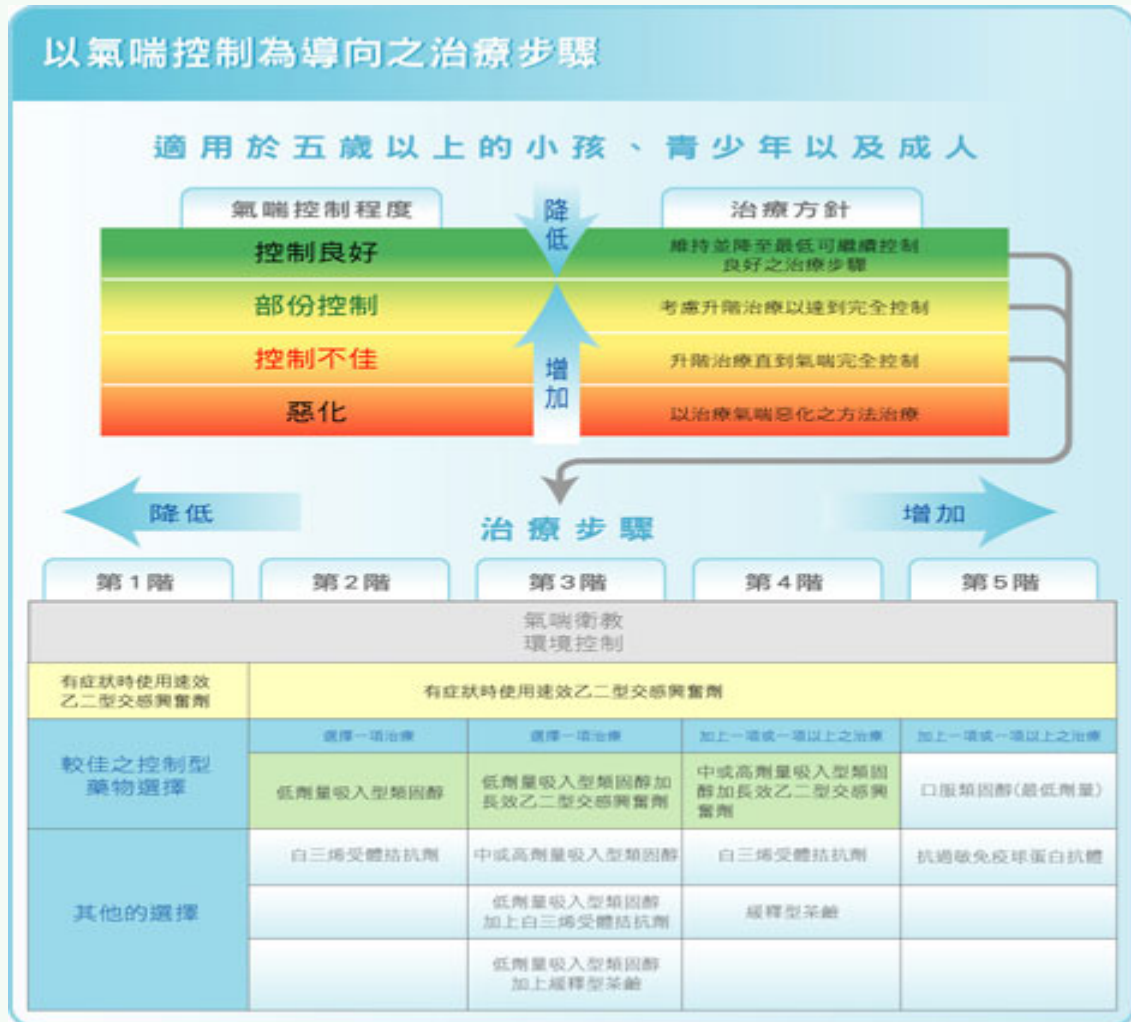 以氣喘控制為導向之治療步驟
適用於五歲以上的小孩、青少年以及成人
氣喘控制程度
降低
治療方針
控制良好
維持並降至最低可繼續控制
良好之治療步驟
部份控制
考慮升階治療以達到完全控制
控制不佳
增加
升階治療直到氣喘完全控制
惡化
以治療氣喘惡化之方法治療
降低
治療步驟
增加
第1階
第2階
第3階
第4階
第5階
氣喘衛教
環境控制
有症狀時使用速效
乙二型交感興奮劑
有症狀時使用速效乙二型交感興奮劑
較佳之控制型
藥物選擇
選擇一項治療
選擇一項治療
加上一項或一項以上之治療
加上一項或一項以上之治療
低劑量吸入型類固醇
低劑量吸入型類固醇加
長效乙二型交感興奮劑
中或高劑量吸入型類固
醇加長效乙二型交感興
奮劑
口服類固醇(最低劑量)
其他的選擇
白三烯受體拮抗劑
中或高劑量吸入型類固醇
白三烯受體拮抗劑
抗過敏免疫球蛋白抗體
低劑量吸入型類固醇
加上白三烯受體拮抗劑
緩釋型茶鹼
低劑量吸入型類固醇
加上緩釋型茶鹼